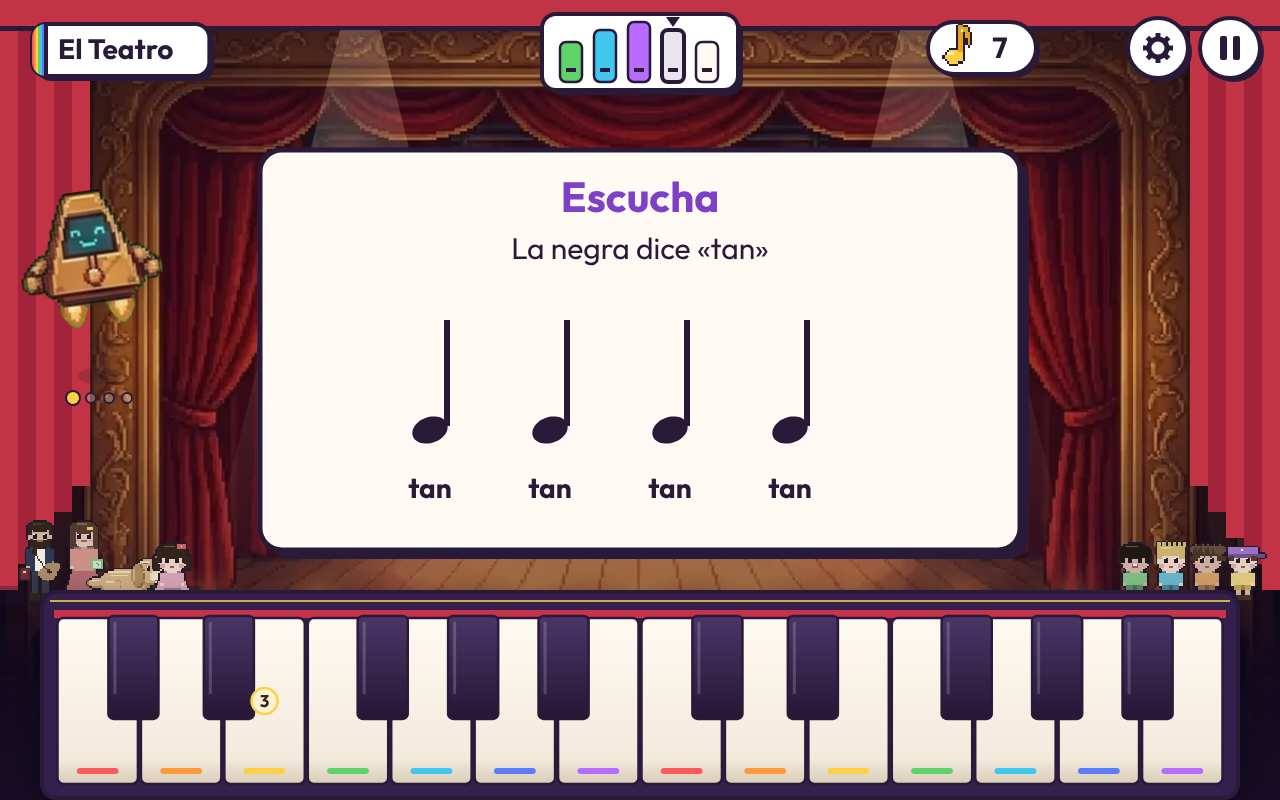 El Teatro
7
Escucha
La negra dice «tan»
tan tan tan tan
3